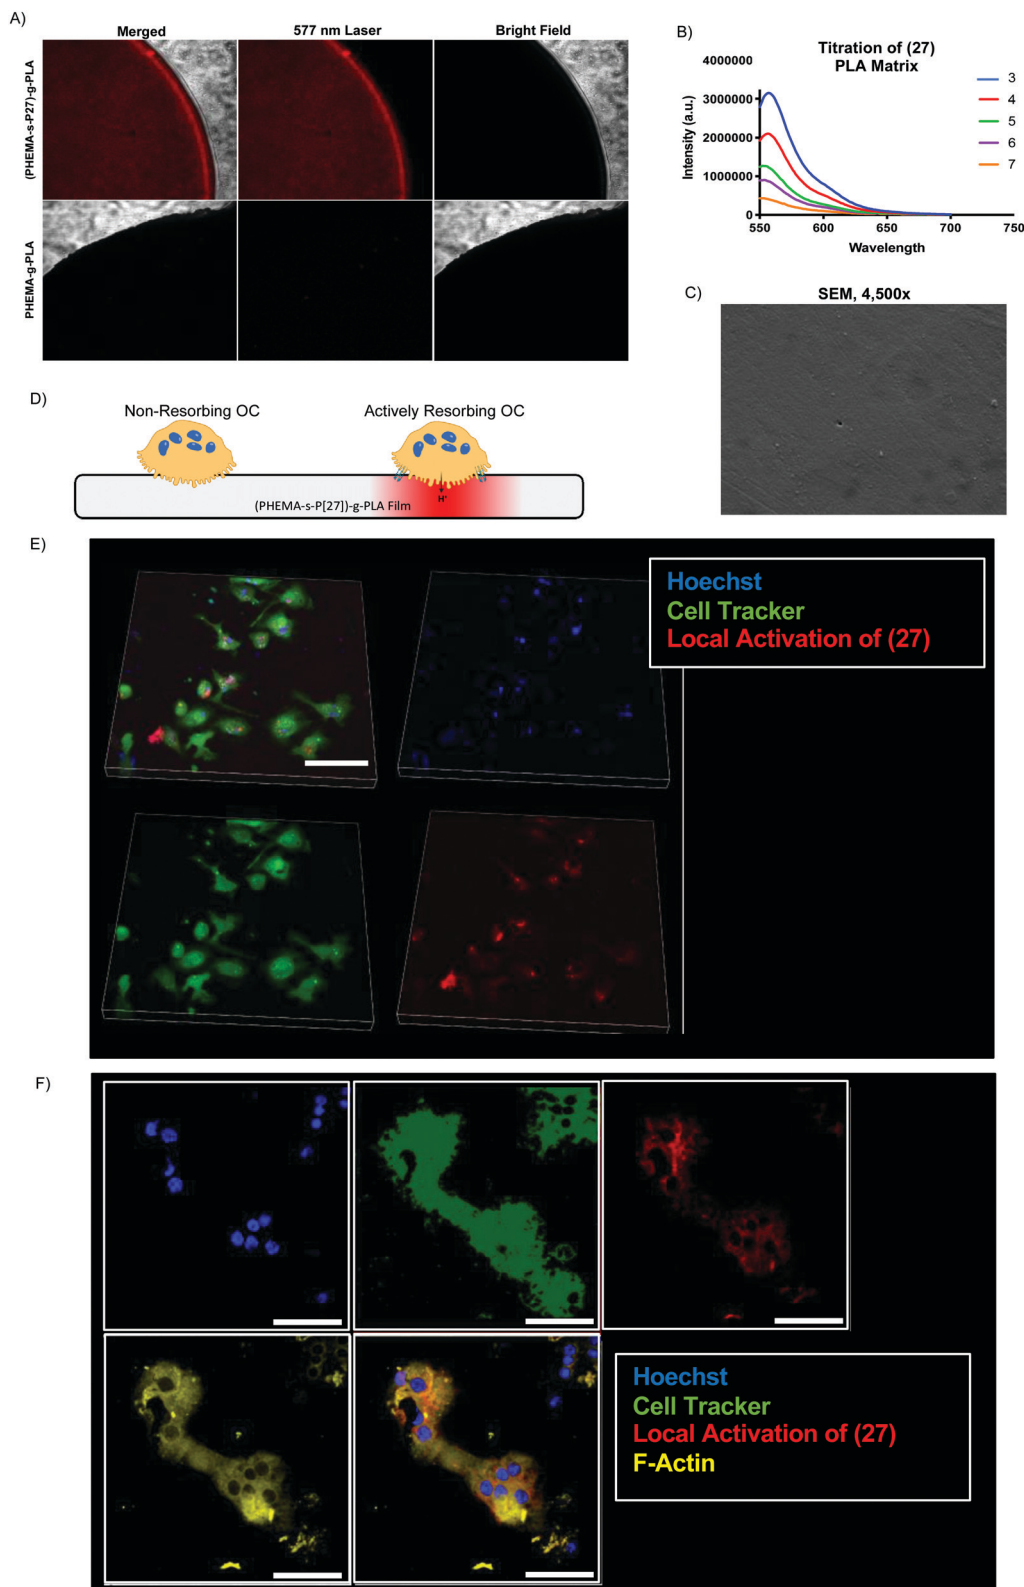 A)
Merged
577 nm Laser
Bright Field
(PHEMA-s-P27)-g-PLA
PHEMA-g-PLA
B)
Titration of (27)
PLA Matrix
4000000
3000000
2000000
1000000
0
Intensity (a.u.)
550
600
650
700
750
Wavelength
3
4
5
6
7
C)
SEM, 4,500x
D)
Non-Resorbing OC
Actively Resorbing OC
H⁺
(PHEMA-s-P[27])-g-PLA Film
E)
Hoechst
Cell Tracker
Local Activation of (27)
F)
Hoechst
Cell Tracker
Local Activation of (27)
F-Actin